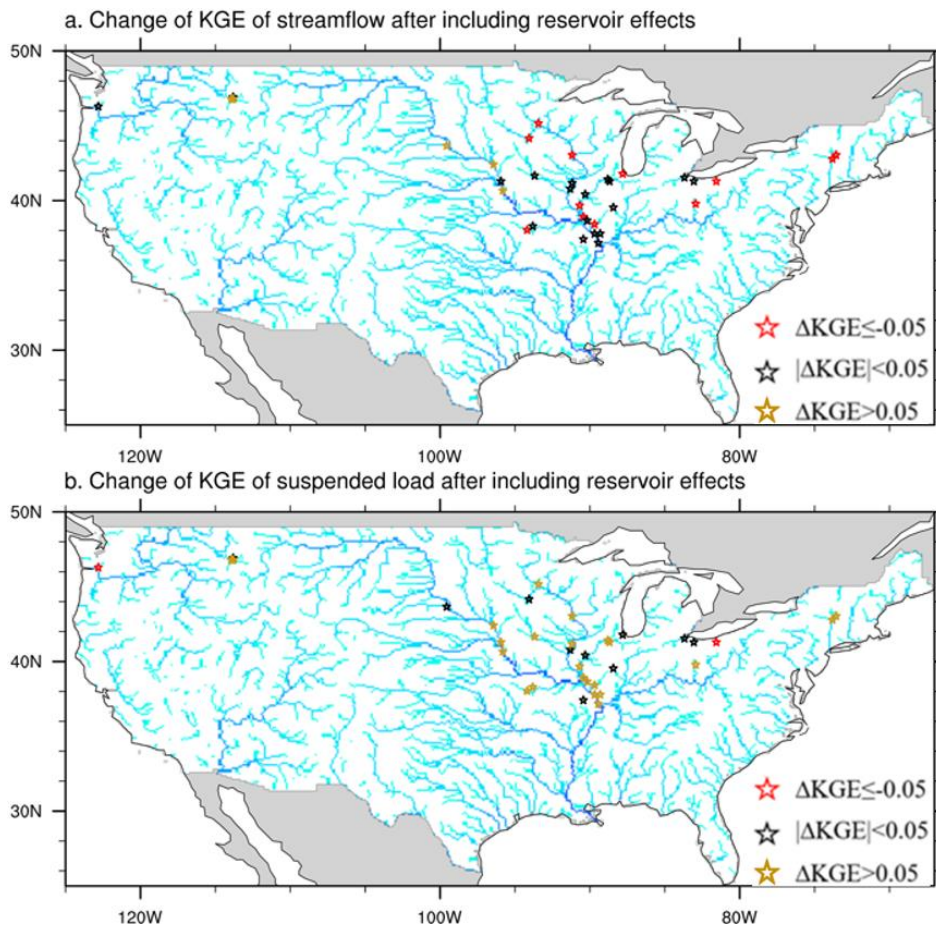 a. Change of KGE of streamflow after including reservoir effects
50N
40N
30N
ΔKGE≤-0.05
|ΔKGE|<0.05
ΔKGE>0.05
120W 100W 80W
b. Change of KGE of suspended load after including reservoir effects
50N
40N
30N
ΔKGE≤-0.05
|ΔKGE|<0.05
ΔKGE>0.05
120W 100W 80W